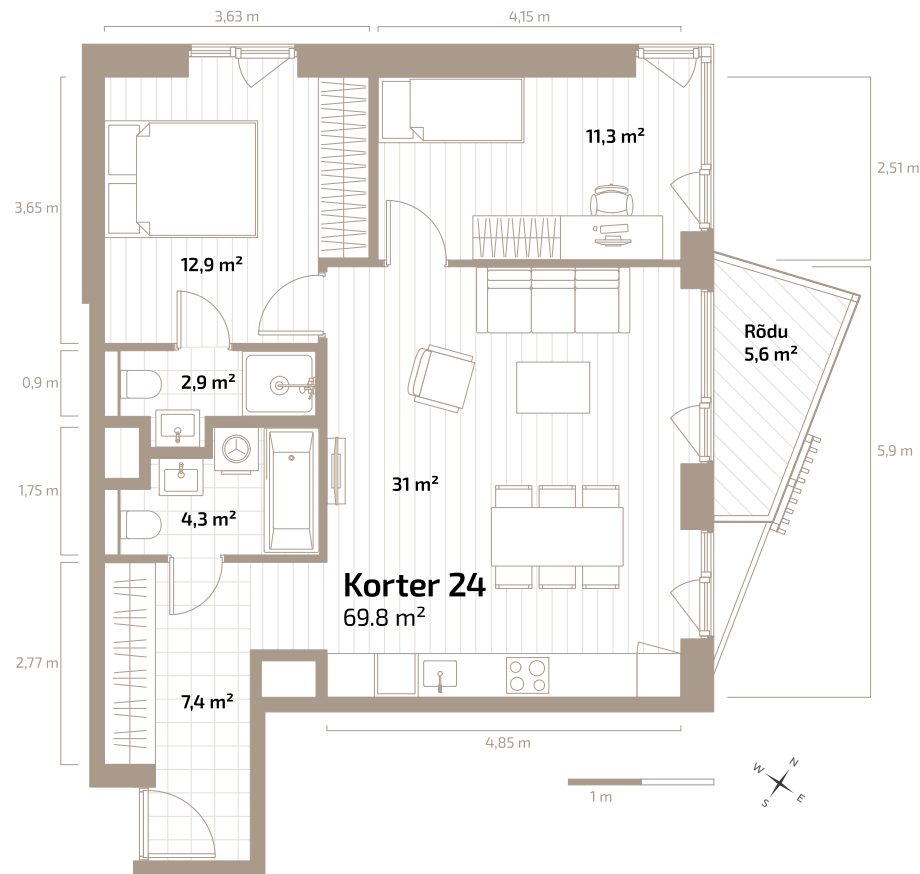 3,63 m
4,15 m
11,3 m²
2,51 m
3,65 m
12,9 m²
Rõdu
5,6 m²
0,9 m
2,9 m²
5,9 m
1,75 m
31 m²
4,3 m²
Korter 24
69.8 m²
2,77 m
7,4 m²
4,85 m
1 m
W
N
S
E